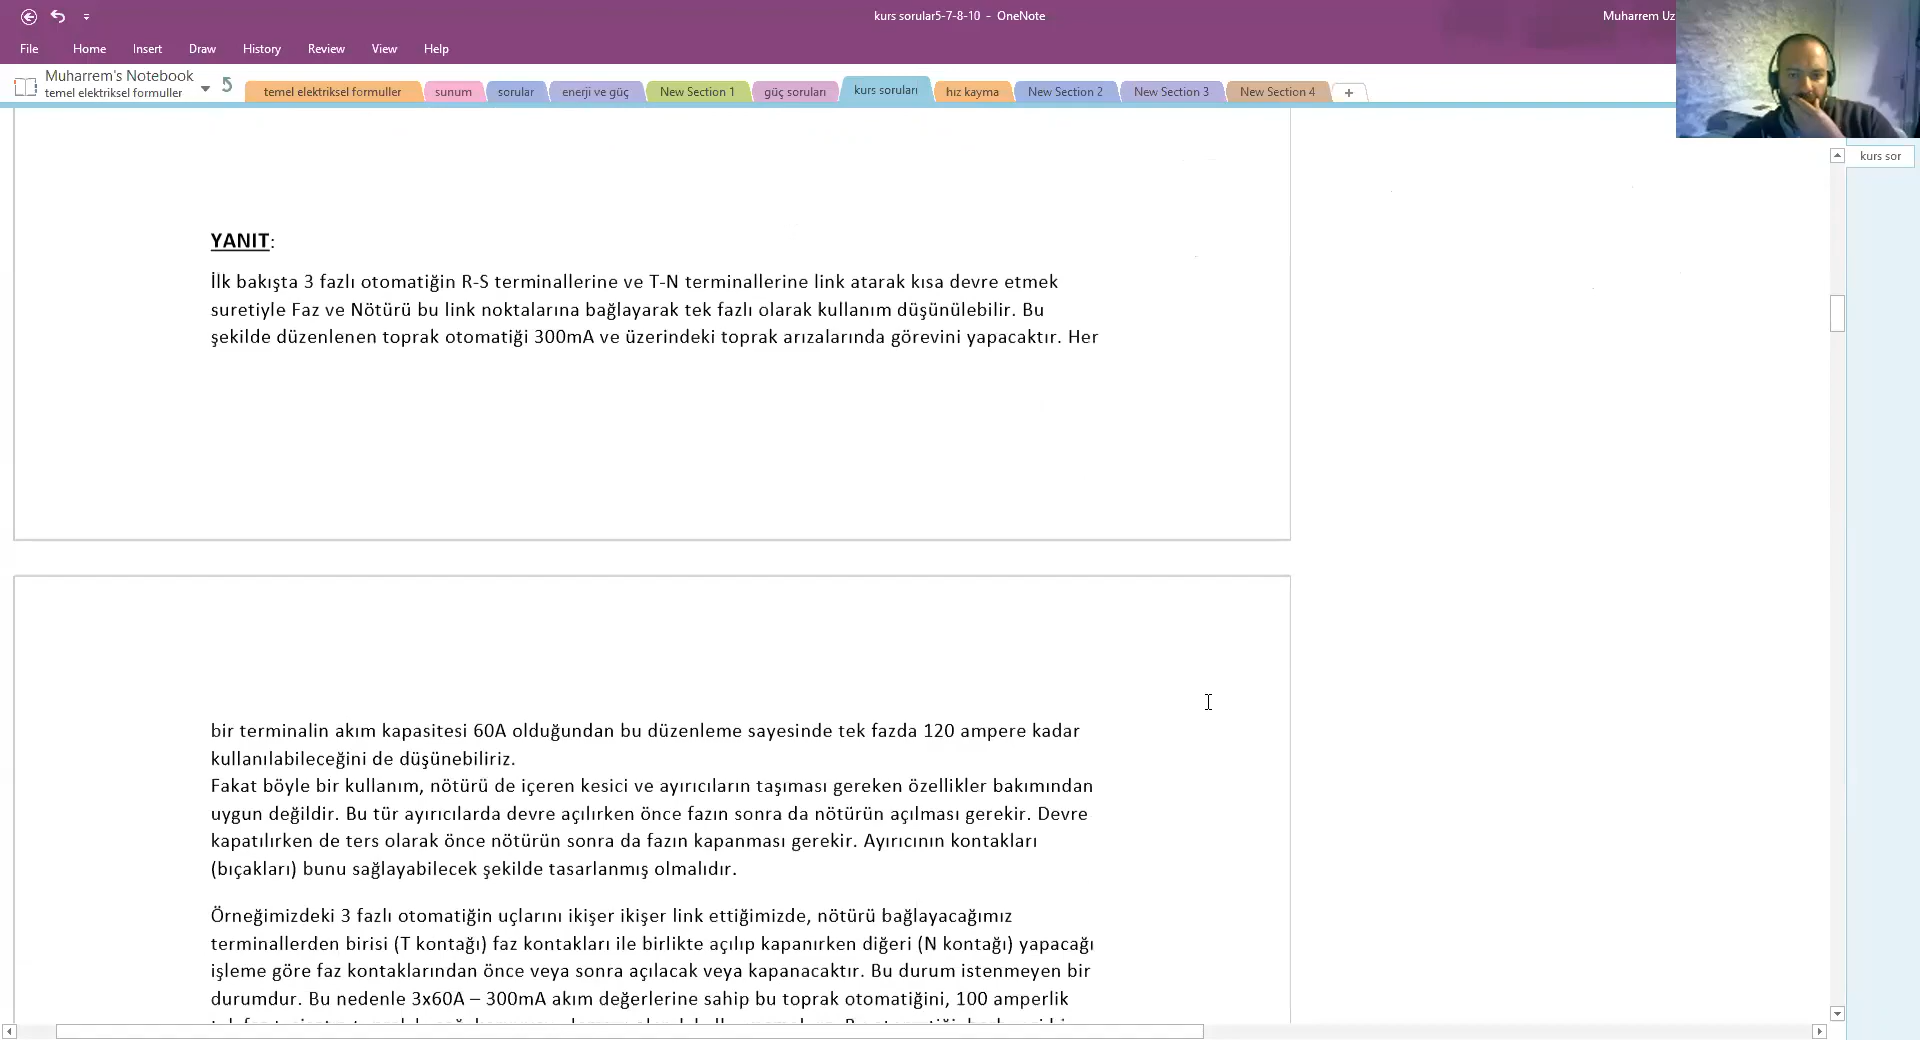 kurs sorular5-7-8-10 - OneNote
Muharrem Uz
File Home Insert Draw History Review View Help
Muharrem's Notebook
temel elektriksel formuller
temel elektriksel formuller sunum sorular enerji ve güç New Section 1 güç soruları kurs soruları hız kayma New Section 2 New Section 3 New Section 4 +
kurs sor
YANIT:
İlk bakışta 3 fazlı otomatiğin R-S terminallerine ve T-N terminallerine link atarak kısa devre etmek
suretiyle Faz ve Nötürü bu link noktalarına bağlayarak tek fazlı olarak kullanım düşünülebilir. Bu
şekilde düzenlenen toprak otomatiği 300mA ve üzerindeki toprak arızalarında görevini yapacaktır. Her
bir terminalin akım kapasitesi 60A olduğundan bu düzenleme sayesinde tek fazda 120 ampere kadar
kullanılabileceğini de düşünebiliriz.
Fakat böyle bir kullanım, nötürü de içeren kesici ve ayırıcıların taşıması gereken özellikler bakımından
uygun değildir. Bu tür ayırıcılarda devre açılırken önce fazın sonra da nötürün açılması gerekir. Devre
kapatılırken de ters olarak önce nötürün sonra da fazın kapanması gerekir. Ayırıcının kontakları
(bıçakları) bunu sağlayabilecek şekilde tasarlanmış olmalıdır.
Örneğimizdeki 3 fazlı otomatiğin uçlarını ikişer ikişer link ettiğimizde, nötürü bağlayacağımız
terminallerden birisi (T kontağı) faz kontakları ile birlikte açılıp kapanırken diğeri (N kontağı) yapacağı
işleme göre faz kontaklarından önce veya sonra açılacak veya kapanacaktır. Bu durum istenmeyen bir
durumdur. Bu nedenle 3x60A – 300mA akım değerlerine sahip bu toprak otomatiğini, 100 amperlik